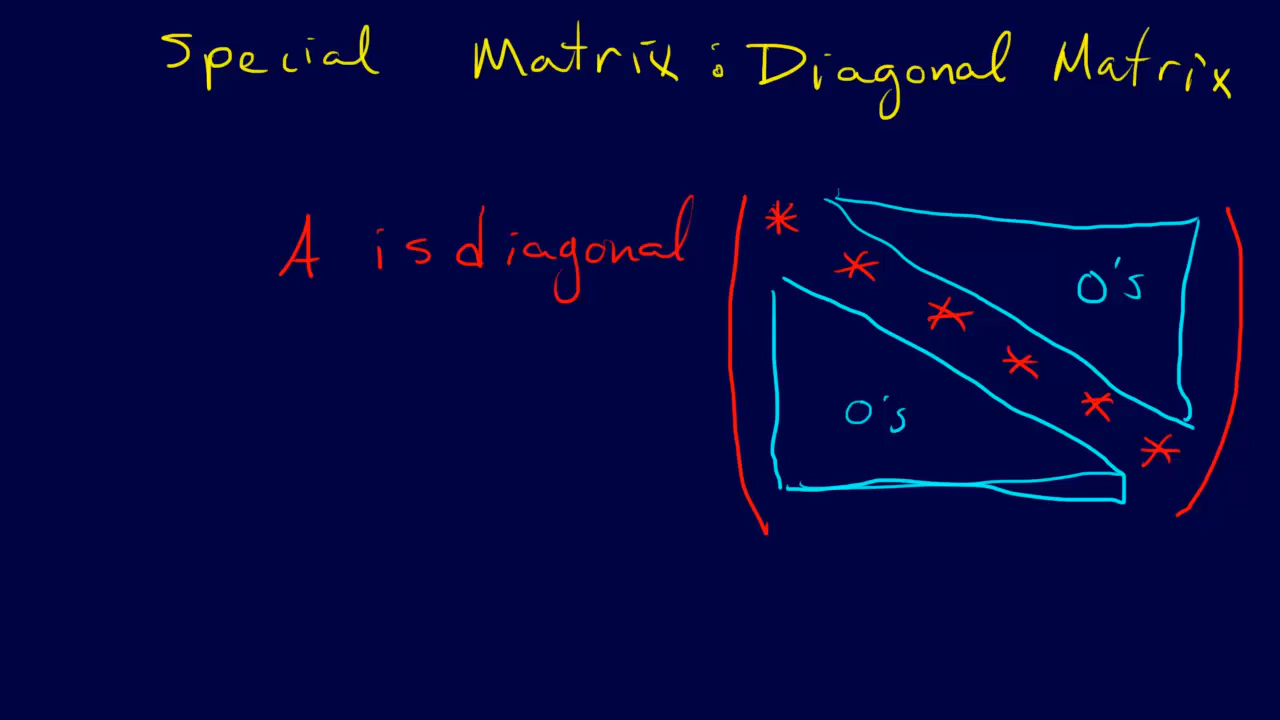 Special Matrix: Diagonal Matrix
A is diagonal
*
* 0's
*
*
0's *
*